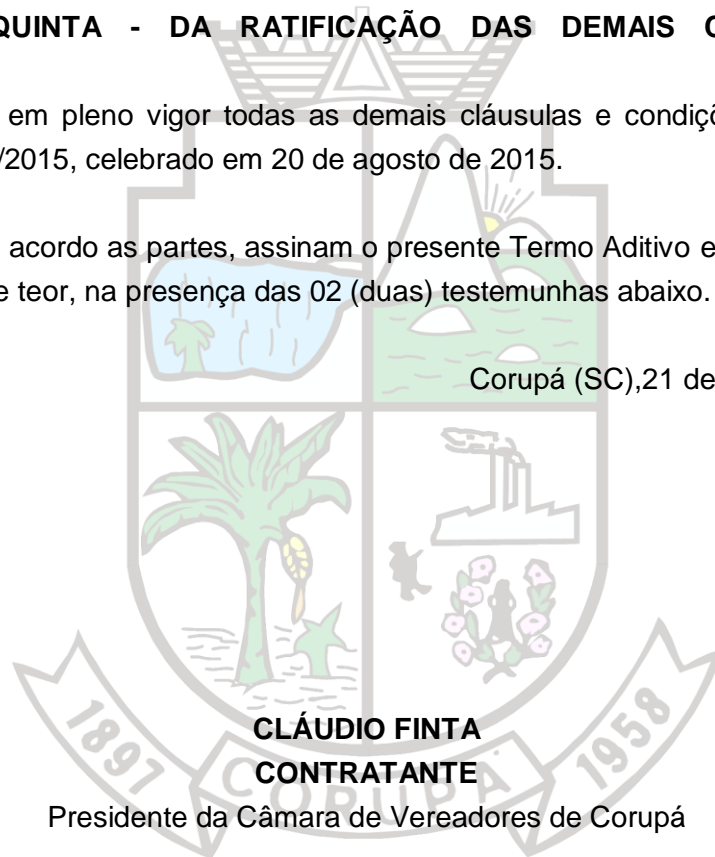 QUINTA - DA RATIFICAÇÃO DAS DEMAIS C
em pleno vigor todas as demais cláusulas e condiçõ
/2015, celebrado em 20 de agosto de 2015.
acordo as partes, assinam o presente Termo Aditivo e
e teor, na presença das 02 (duas) testemunhas abaixo.
Corupá (SC),21 de
CLÁUDIO FINTA
CONTRATANTE
Presidente da Câmara de Vereadores de Corupá
1897 CORUPÁ 1958